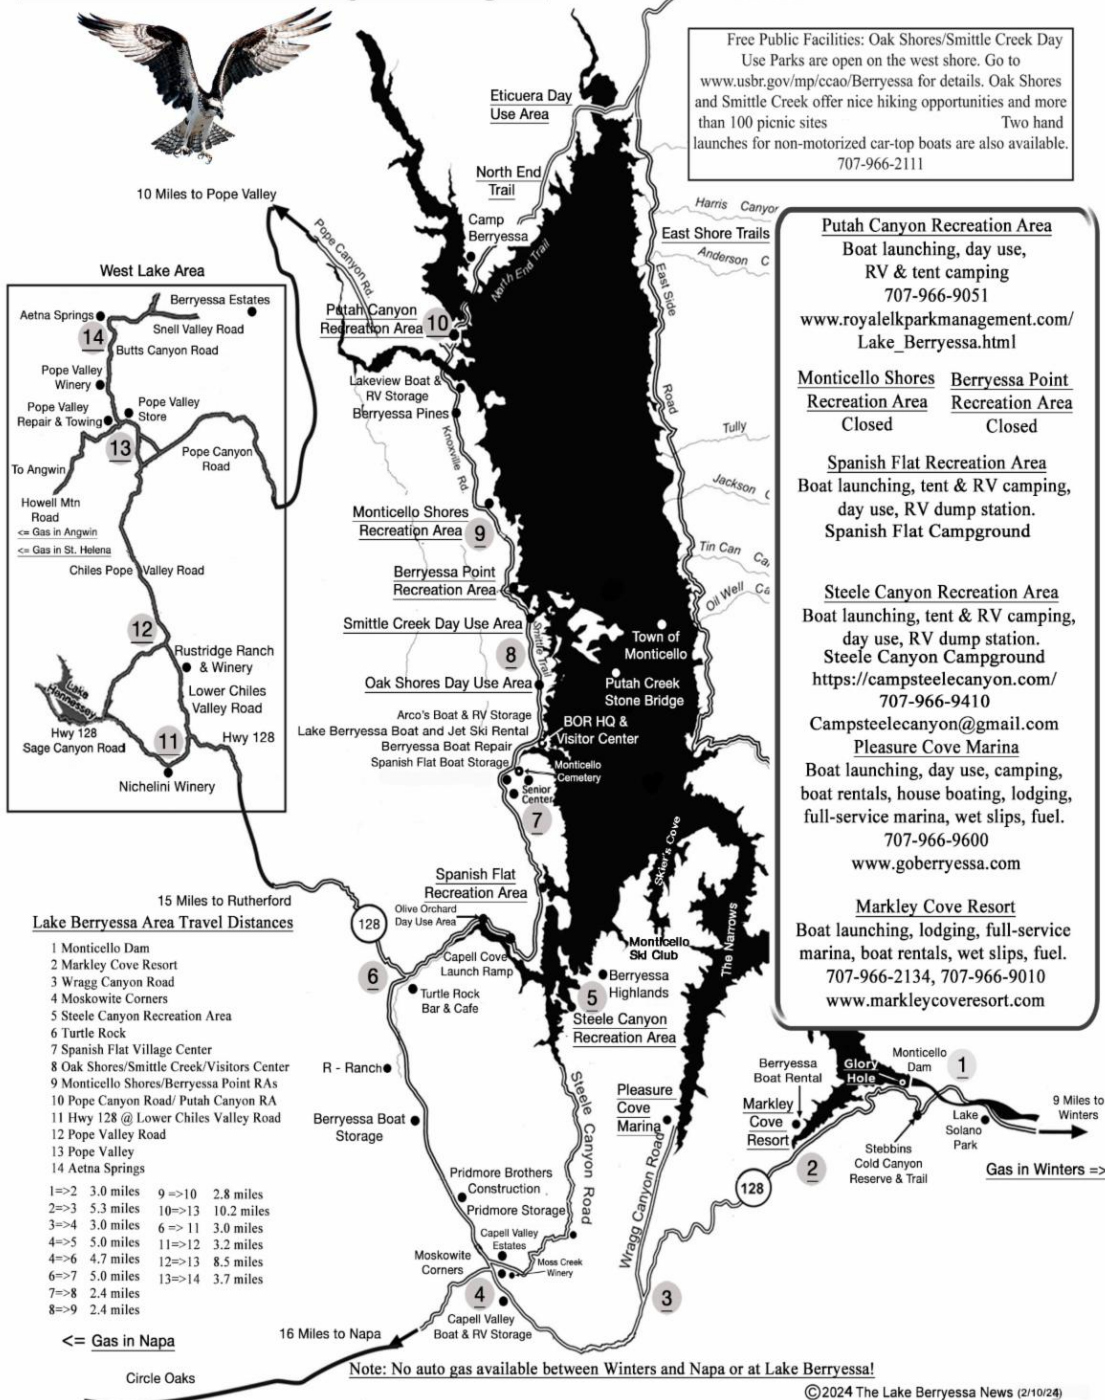 Free Public Facilities: Oak Shores/Smittle Creek Day
Use Parks are open on the west shore. Go to
www.usbr.gov/mp/ccao/Berryessa for details. Oak Shores
and Smittle Creek offer nice hiking opportunities and more
than 100 picnic sites Two hand
launches for non-motorized car-top boats are also available.
707-966-2111
Eticuera Day
Use Area
North End
Trail
Camp
Berryessa
North End Trail
10 Miles to Pope Valley
Pope Canyon Rd.
Harris Canyon
East Shore Trails
Anderson C
East Side
Road
Putah Canyon
Recreation Area
10
Lakeview Boat &
RV Storage
Berryessa Pines
Knoxville Rd.
Tully
Jackson C
Tin Can Ca
Oil Well Ca
Monticello Shores
Recreation Area
9
Berryessa Point
Recreation Area
Smittle Creek Day Use Area
Smittle Trail
8
Oak Shores Day Use Area
Town of
Monticello
Putah Creek
Stone Bridge
Arco's Boat & RV Storage
Lake Berryessa Boat and Jet Ski Rental
Berryessa Boat Repair
Spanish Flat Boat Storage
BOR HQ &
Visitor Center
Monticello
Cemetery
Senior
Center
7
West Lake Area
Berryessa Estates
Aetna Springs
14
Snell Valley Road
Butts Canyon Road
Pope Valley
Winery
Pope Valley
Repair & Towing
Pope Valley
Store
13
Pope Canyon
Road
To Angwin
Howell Mtn
Road
<= Gas in Angwin
<= Gas in St. Helena
Chiles Pope Valley Road
12
Rustridge Ranch
& Winery
Lower Chiles
Valley Road
Lake
Hennessey
Hwy 128
Sage Canyon Road
11
Hwy 128
Nichelini Winery
Putah Canyon Recreation Area
Boat launching, day use,
RV & tent camping
707-966-9051
www.royalelkparkmanagement.com/
Lake_Berryessa.html
Monticello Shores
Recreation Area
Closed
Berryessa Point
Recreation Area
Closed
Spanish Flat Recreation Area
Boat launching, tent & RV camping,
day use, RV dump station.
Spanish Flat Campground
Steele Canyon Recreation Area
Boat launching, tent & RV camping,
day use, RV dump station.
Steele Canyon Campground
https://campsteelecanyon.com/
707-966-9410
Campsteelecanyon@gmail.com
Pleasure Cove Marina
Boat launching, day use, camping,
boat rentals, house boating, lodging,
full-service marina, wet slips, fuel.
707-966-9600
www.goberryessa.com
Markley Cove Resort
Boat launching, lodging, full-service
marina, boat rentals, wet slips, fuel.
707-966-2134, 707-966-9010
www.markleycoveresort.com
15 Miles to Rutherford
128
Spanish Flat
Recreation Area
Olive Orchard
Day Use Area
Capell Cove
Launch Ramp
6
Turtle Rock
Bar & Cafe
Skier's Cove
Monticello
Ski Club
The Narrows
Berryessa
Highlands
5
Steele Canyon
Recreation Area
R - Ranch
Berryessa Boat
Storage
Steele Canyon Road
Pleasure
Cove
Marina
Wragg Canyon Road
Berryessa
Boat Rental
Markley
Cove
Resort
Glory
Hole
Monticello
Dam
1
Lake
Solano
Park
9 Miles to
Winters
Stebbins
Cold Canyon
Reserve & Trail
Gas in Winters =>
2
128
3
Pridmore Brothers
Construction
Pridmore Storage
Capell Valley
Estates
Moss Creek
Winery
Moskowite
Corners
4
Capell Valley
Boat & RV Storage
16 Miles to Napa
Lake Berryessa Area Travel Distances
1 Monticello Dam
2 Markley Cove Resort
3 Wragg Canyon Road
4 Moskowite Corners
5 Steele Canyon Recreation Area
6 Turtle Rock
7 Spanish Flat Village Center
8 Oak Shores/Smittle Creek/Visitors Center
9 Monticello Shores/Berryessa Point RAs
10 Pope Canyon Road/ Putah Canyon RA
11 Hwy 128 @ Lower Chiles Valley Road
12 Pope Valley Road
13 Pope Valley
14 Aetna Springs
1=>2 3.0 miles
2=>3 5.3 miles
3=>4 3.0 miles
4=>5 5.0 miles
4=>6 4.7 miles
6=>7 5.0 miles
7=>8 2.4 miles
8=>9 2.4 miles
9 =>10 2.8 miles
10=>13 10.2 miles
6 => 11 3.0 miles
11=>12 3.2 miles
12=>13 8.5 miles
13=>14 3.7 miles
<= Gas in Napa
Circle Oaks
Note: No auto gas available between Winters and Napa or at Lake Berryessa!
©2024 The Lake Berryessa News (2/10/24)